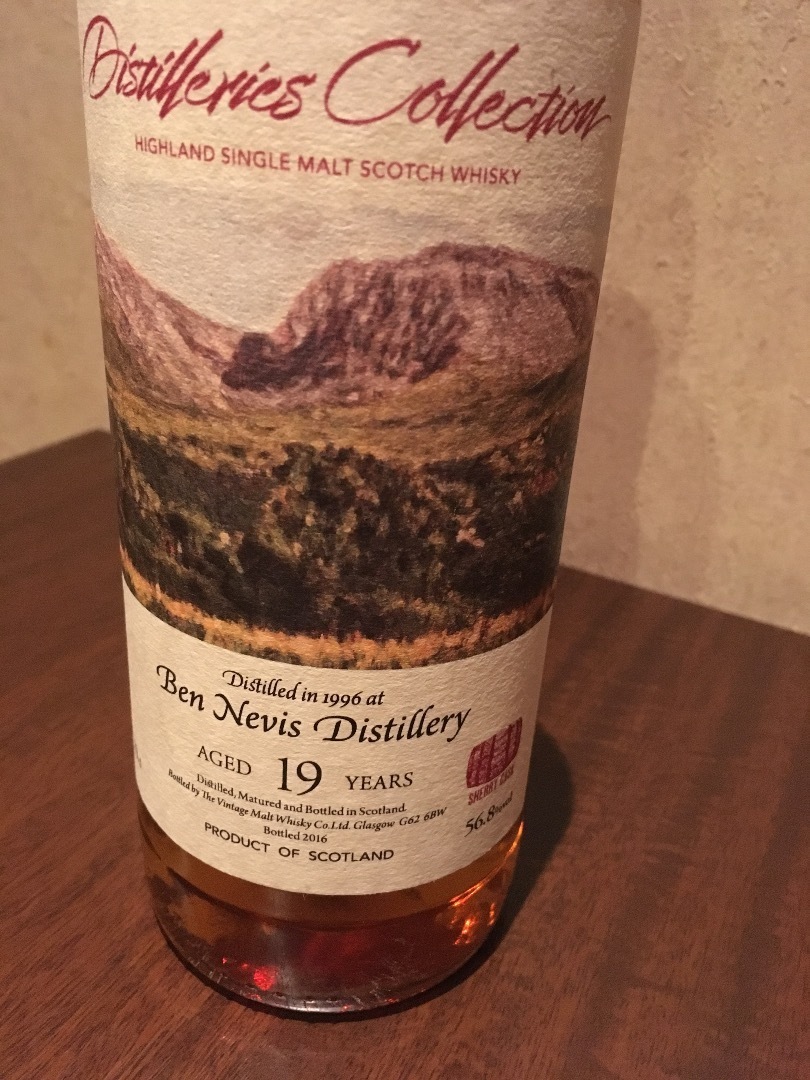 Distilleries Collection
HIGHLAND SINGLE MALT SCOTCH WHISKY
Distilled in 1996 at
Ben Nevis Distillery
AGED 19 YEARS
Distilled, Matured and Bottled in Scotland.
Bottled by The Vintage Malt Whisky Co.Ltd. Glasgow G62 6BW
Bottled 2016
PRODUCT OF SCOTLAND
SHERRY CASK
56.8%vol